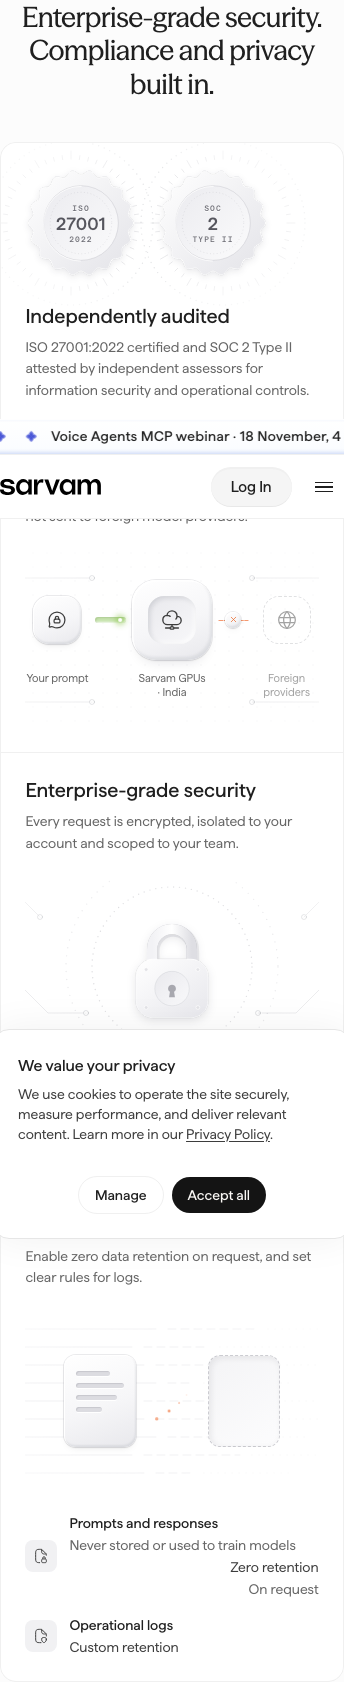 Enterprise-grade security.
Compliance and privacy
built in.
ISO
27001
2022
SOC
2
TYPE II
Independently audited
ISO 27001:2022 certified and SOC 2 Type II
attested by independent assessors for
information security and operational controls.
Voice Agents MCP webinar · 18 November, 4
sarvam
Log In
not sent to foreign model providers.
Your prompt
Sarvam GPUs
· India
Foreign
providers
Enterprise-grade security
Every request is encrypted, isolated to your
account and scoped to your team.
We value your privacy
We use cookies to operate the site securely,
measure performance, and deliver relevant
content. Learn more in our Privacy Policy.
Manage
Accept all
Enable zero data retention on request, and set
clear rules for logs.
Prompts and responses
Never stored or used to train models
Zero retention
On request
Operational logs
Custom retention